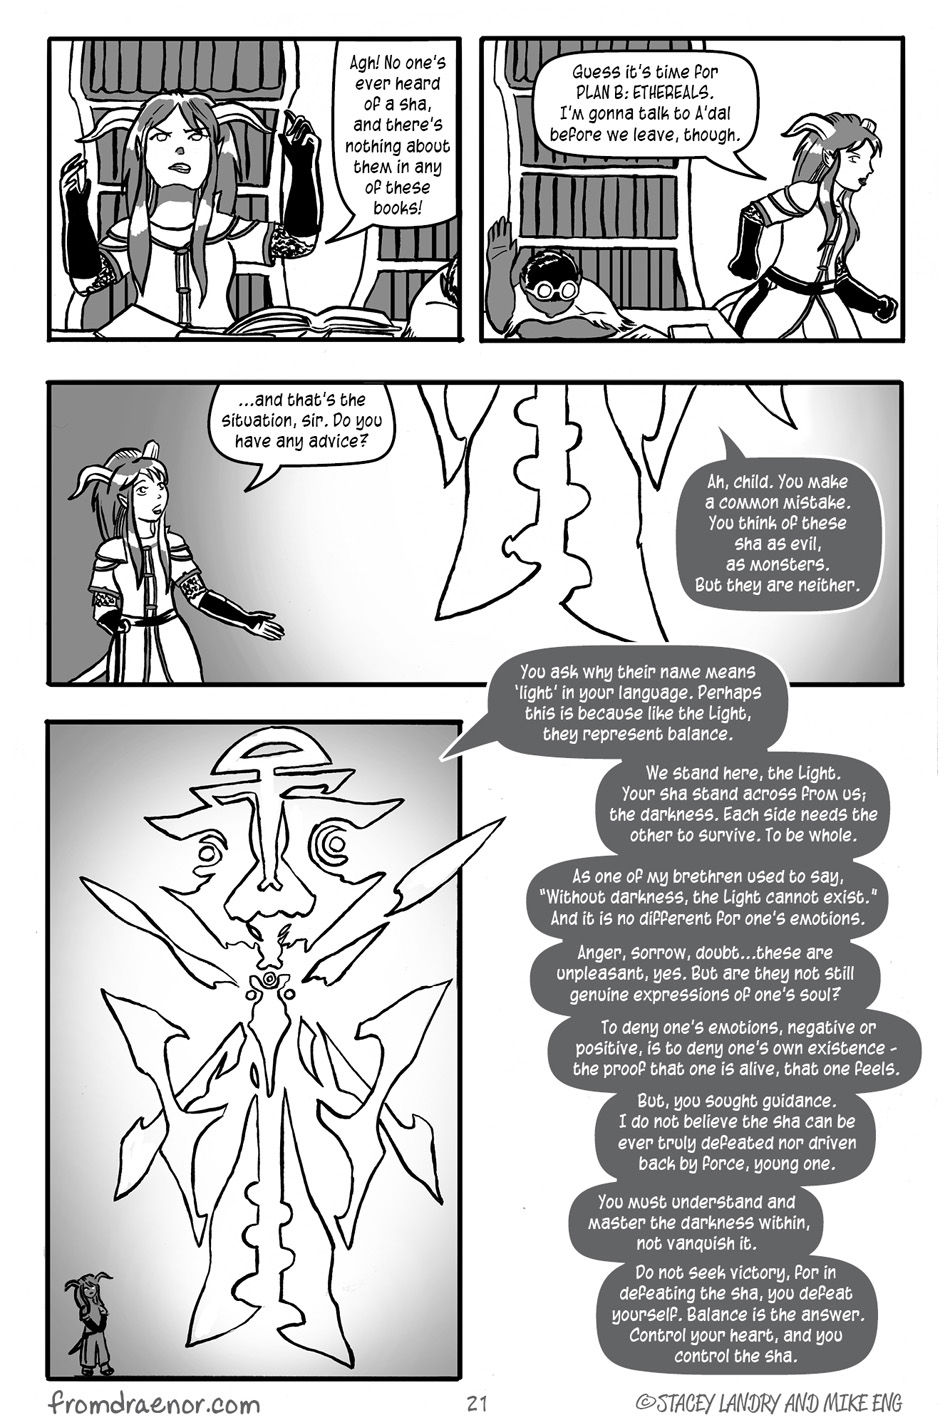 Agh! No one's
ever heard
of a sha,
and there's
nothing about
them in any
of these
books!
Guess it's time for
PLAN B: ETHEREALS.
I'm gonna talk to A'dal
before we leave, though.
...and that's the
situation, sir. Do you
have any advice?
Ah, child. You make
a common mistake.
You think of these
sha as evil,
as monsters.
But they are neither.
You ask why their name means
'light' in your language. Perhaps
this is because like the Light,
they represent balance.
We stand here, the Light.
Your sha stand across from us;
the darkness. Each side needs the
other to survive. To be whole.
As one of my brethren used to say,
"Without darkness, the Light cannot exist."
And it is no different for one's emotions.
Anger, sorrow, doubt...these are
unpleasant, yes. But are they not still
genuine expressions of one's soul?
To deny one's emotions, negative or
positive, is to deny one's own existence -
the proof that one is alive, that one feels.
But, you sought guidance.
I do not believe the sha can be
ever truly defeated nor driven
back by force, young one.
You must understand and
master the darkness within,
not vanquish it.
Do not seek victory, for in
defeating the sha, you defeat
yourself. Balance is the answer.
Control your heart, and you
control the sha.
fromdraenor.com
21
©STACEY LANDRY AND MIKE ENG